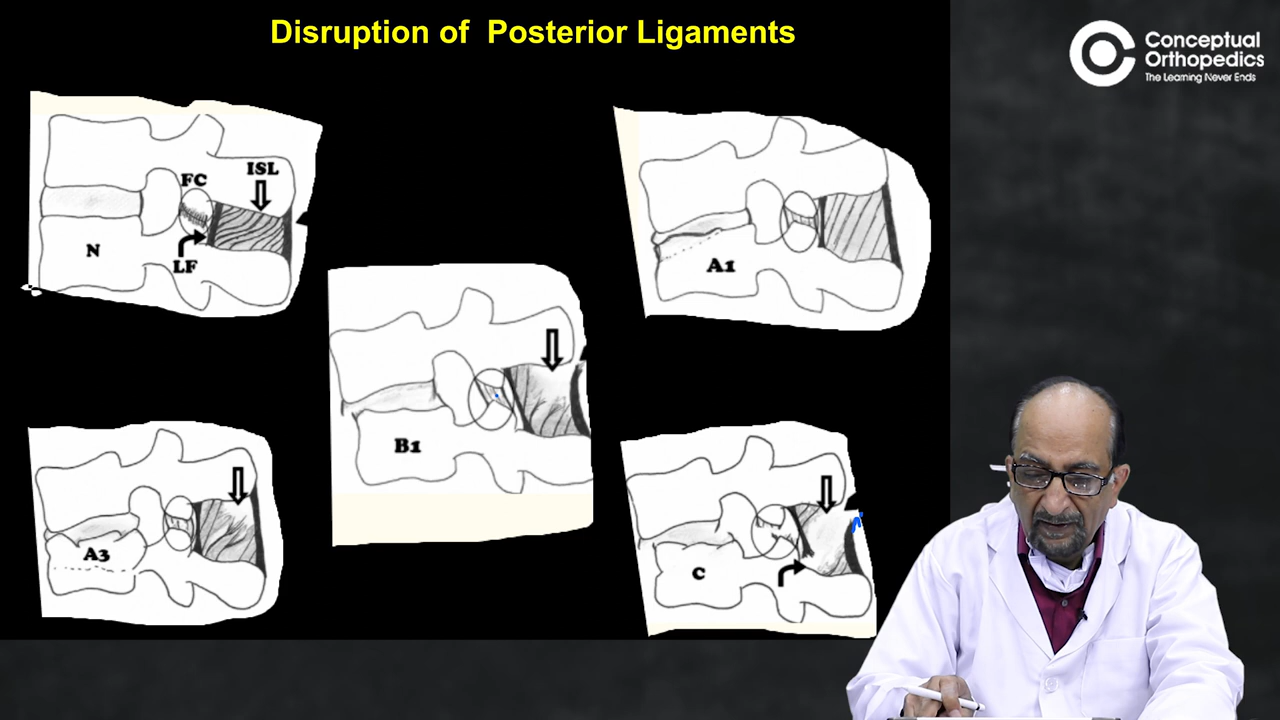 Disruption of Posterior Ligaments
Conceptual
Orthopedics
The Learning Never Ends
ISL
FC
N
LF
A1
B1
A3
C